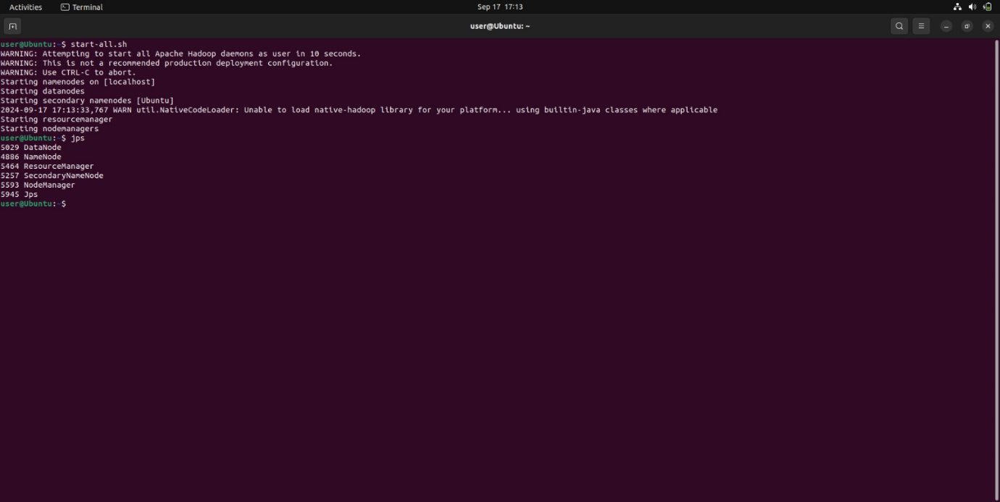 Activities Terminal Sep 17 17:13
user@Ubuntu: ~
user@Ubuntu:~$ start-all.sh
WARNING: Attempting to start all Apache Hadoop daemons as user in 10 seconds.
WARNING: This is not a recommended production deployment configuration.
WARNING: Use CTRL-C to abort.
Starting namenodes on [localhost]
Starting datanodes
Starting secondary namenodes [Ubuntu]
2024-09-17 17:13:33,767 WARN util.NativeCodeLoader: Unable to load native-hadoop library for your platform... using builtin-java classes where applicable
Starting resourcemanager
Starting nodemanagers
user@Ubuntu:~$ jps
5029 DataNode
4886 NameNode
5464 ResourceManager
5257 SecondaryNameNode
5593 NodeManager
5945 Jps
user@Ubuntu:~$